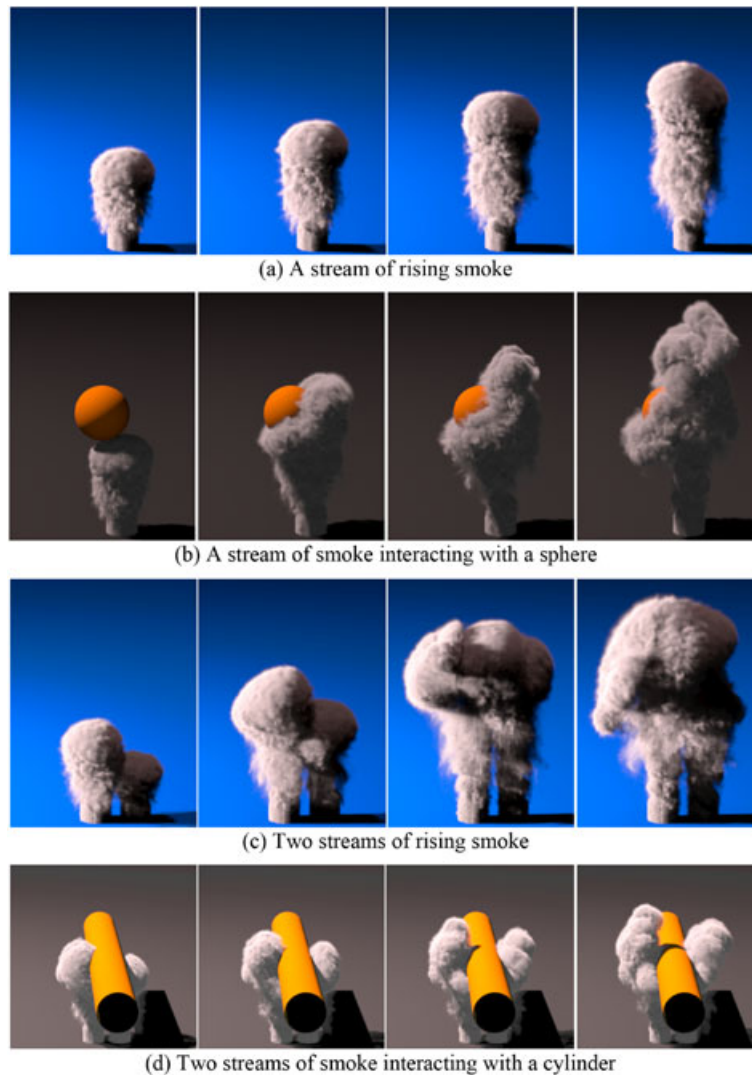 (a) A stream of rising smoke
(b) A stream of smoke interacting with a sphere
(c) Two streams of rising smoke
(d) Two streams of smoke interacting with a cylinder